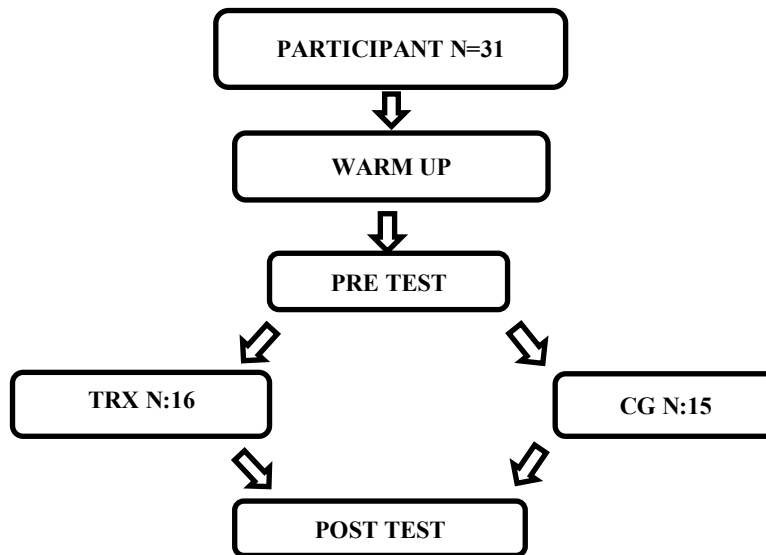 PARTICIPANT N=31
WARM UP
PRE TEST
TRX N:16
CG N:15
POST TEST